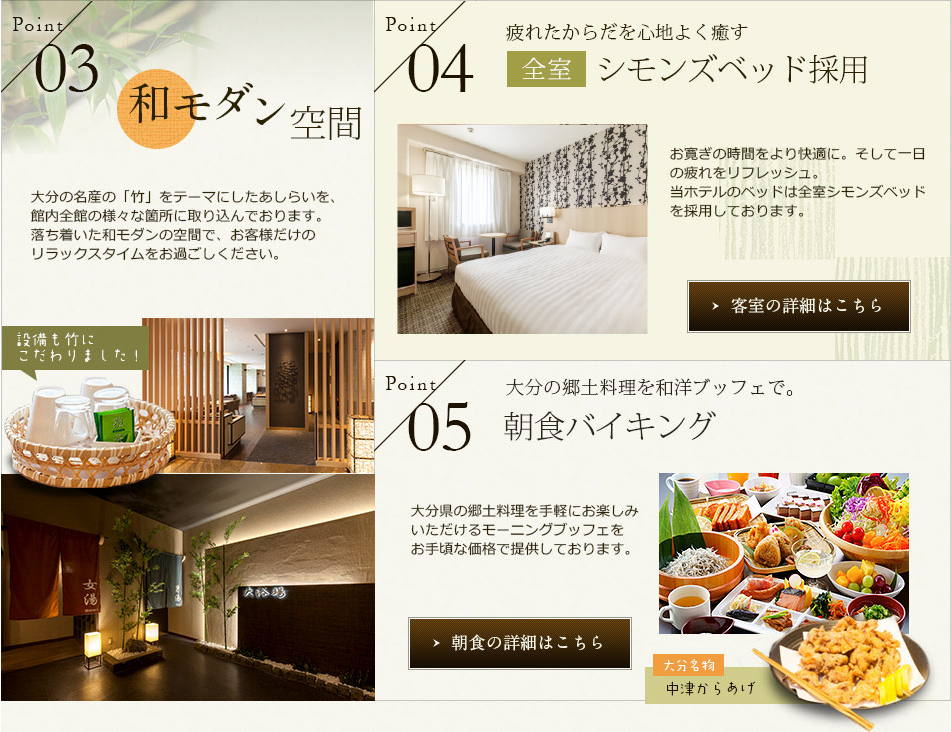 Point
03
和モダン空間
大分の名産の「竹」をテーマにしたあしらいを、
館内全館の様々な箇所に取り込んでおります。
落ち着いた和モダンの空間で、お客様だけの
リラックスタイムをお過ごしください。
設備も竹に
こだわりました！
女湯
大浴場
Point
04
疲れたからだを心地よく癒す
全室 シモンズベッド採用
お寛ぎの時間をより快適に。そして一日
の疲れをリフレッシュ。
当ホテルのベッドは全室シモンズベッド
を採用しております。
客室の詳細はこちら
Point
05
大分の郷土料理を和洋ブッフェで。
朝食バイキング
大分県の郷土料理を手軽にお楽しみ
いただけるモーニングブッフェを
お手頃な価格で提供しております。
朝食の詳細はこちら
大分名物
中津からあげ